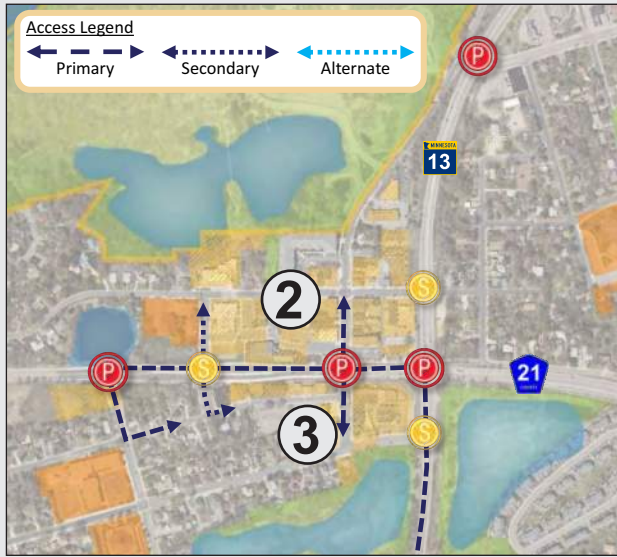 Access Legend
Primary
Secondary
Alternate
P
MINNESOTA
13
S
2
P
S
P
P
21
3
S